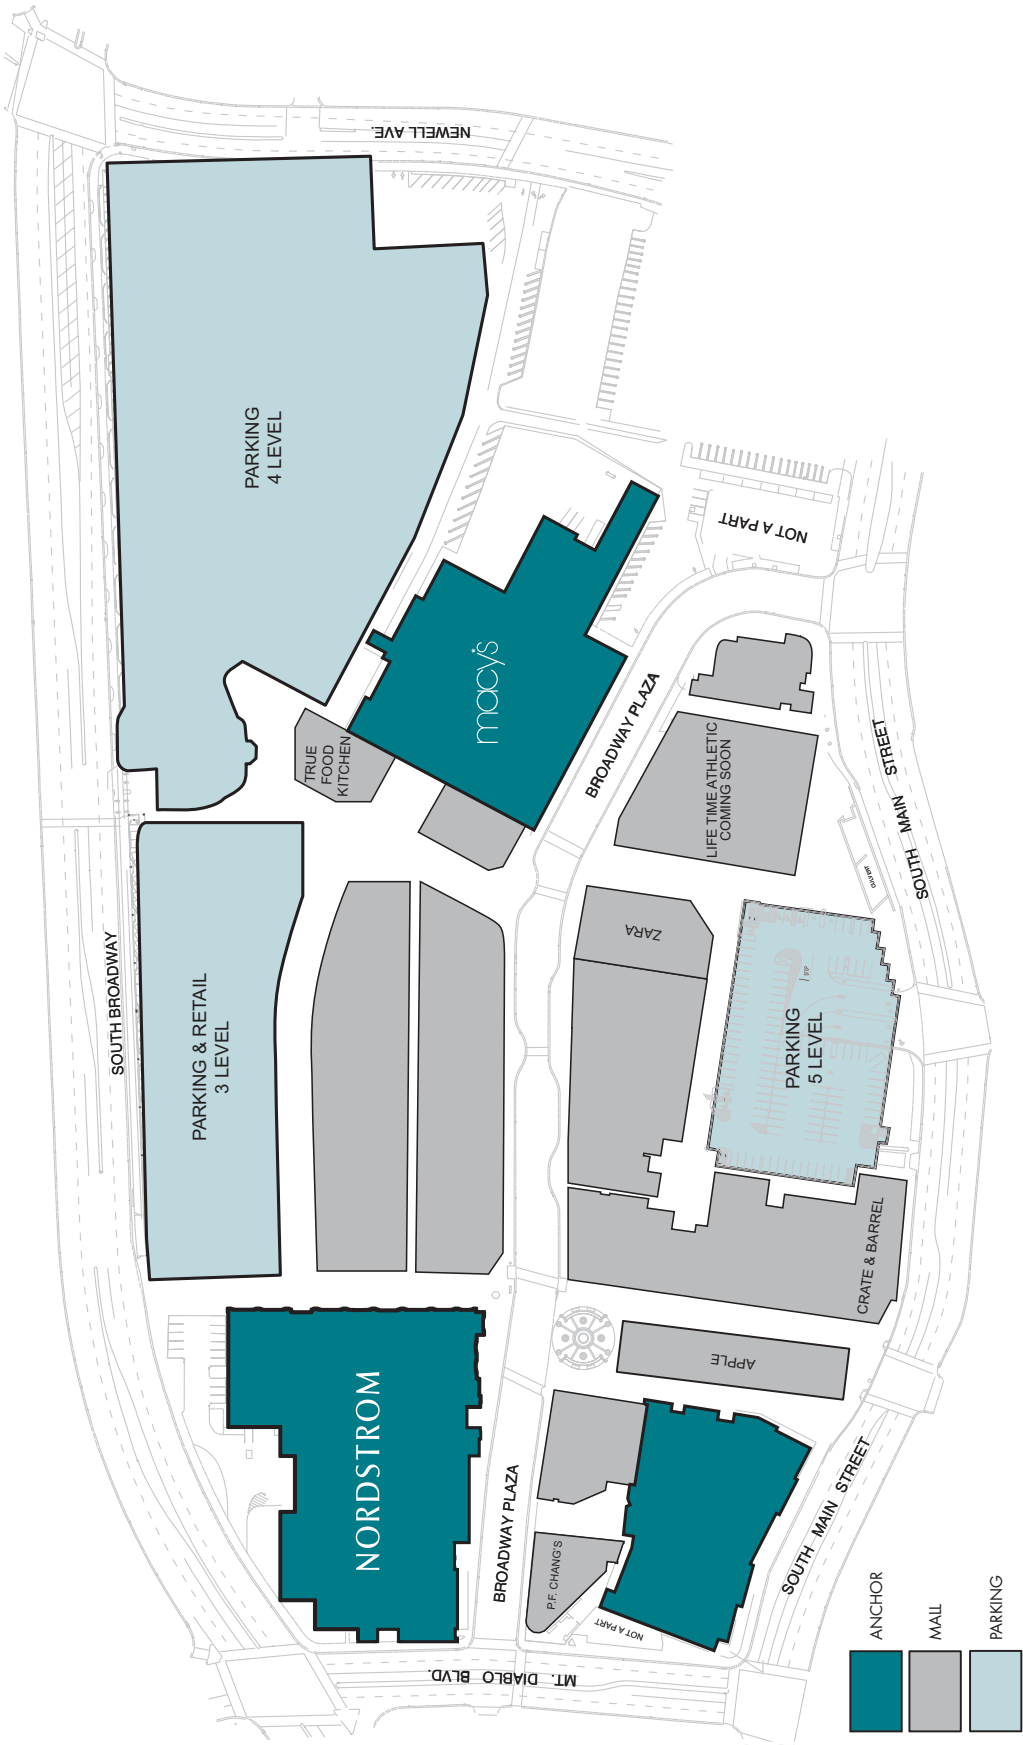 NEWELL AVE.
PARKING
4 LEVEL
NOT A PART
macy's
TRUE
FOOD
KITCHEN
BROADWAY PLAZA
LIFE TIME ATHLETIC
COMING SOON
SOUTH MAIN STREET
CULVERT
SOUTH BROADWAY
PARKING & RETAIL
3 LEVEL
ZARA
PARKING
5 LEVEL
CRATE & BARREL
APPLE
NORDSTROM
BROADWAY PLAZA
P.F. CHANG'S
NOT A PART
SOUTH MAIN STREET
MT. DIABLO BLVD.
ANCHOR
MALL
PARKING